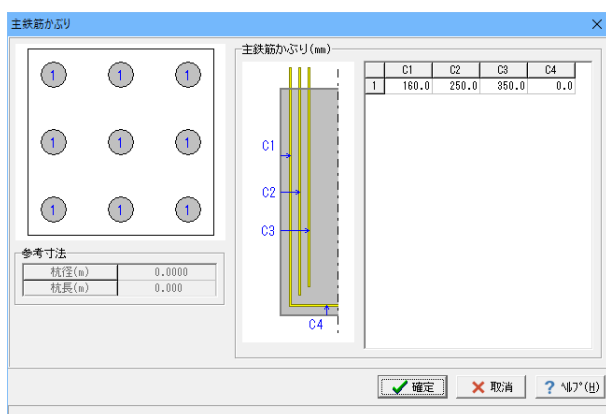 主鉄筋かぶり
1 1 1
1 1 1
1 1 1
参考寸法
杭径(m) 0.0000
杭長(m) 0.000
主鉄筋かぶり(mm)
C1
C2
C3
C4
C1 C2 C3 C4
1 160.0 250.0 350.0 0.0
確定
取消
? ﾍﾙﾌﾟ(H)